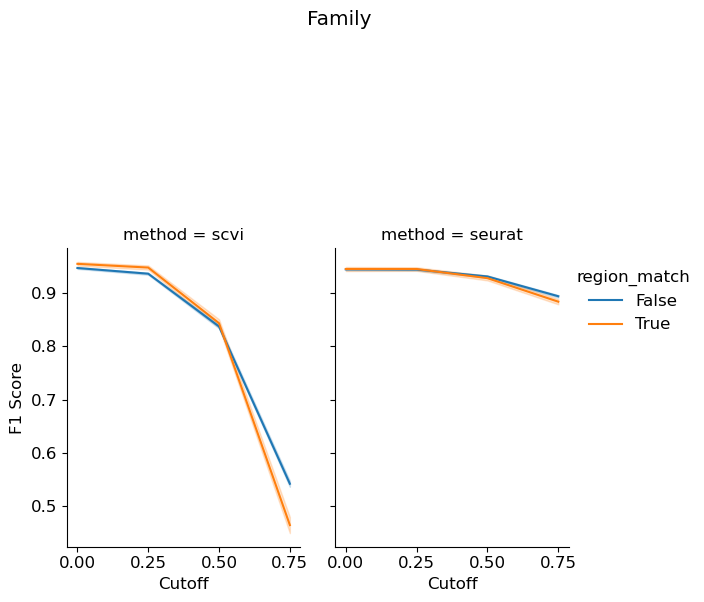 Family
method = scvi
method = seurat
region_match
False
True
F1 Score
0.9
0.8
0.7
0.6
0.5
0.00 0.25 0.50 0.75
0.00 0.25 0.50 0.75
Cutoff
Cutoff